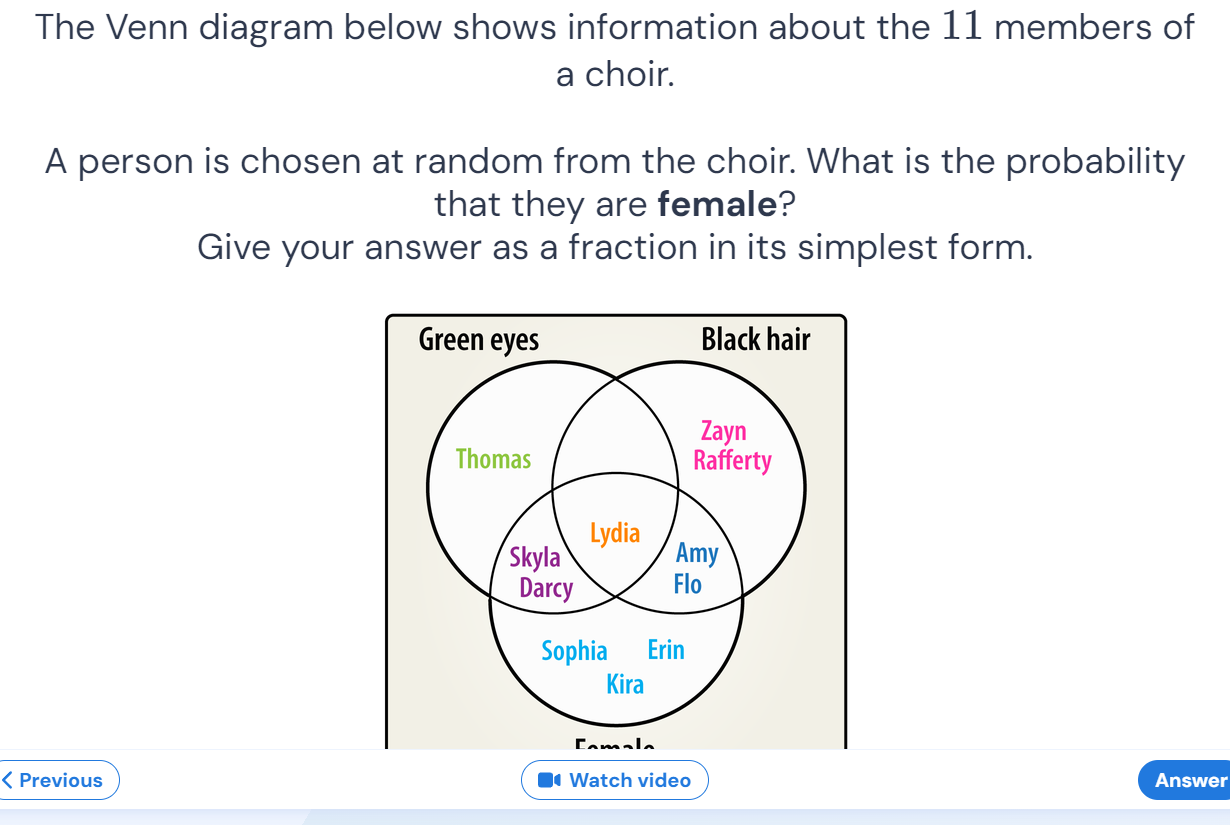 The Venn diagram below shows information about the 11 members of
a choir.
A person is chosen at random from the choir. What is the probability
that they are female?
Give your answer as a fraction in its simplest form.
Green eyes
Black hair
Thomas
Zayn
Rafferty
Lydia
Skyla
Darcy
Amy
Flo
Sophia
Erin
Kira
Female
Previous
Watch video
Answer